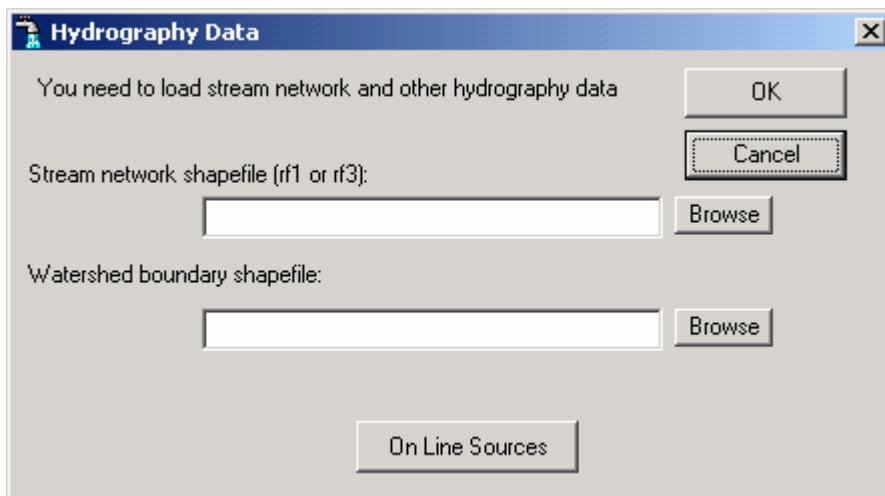 Hydrography Data
You need to load stream network and other hydrography data
OK
Cancel
Stream network shapefile (rf1 or rf3):
Browse
Watershed boundary shapefile:
Browse
On Line Sources